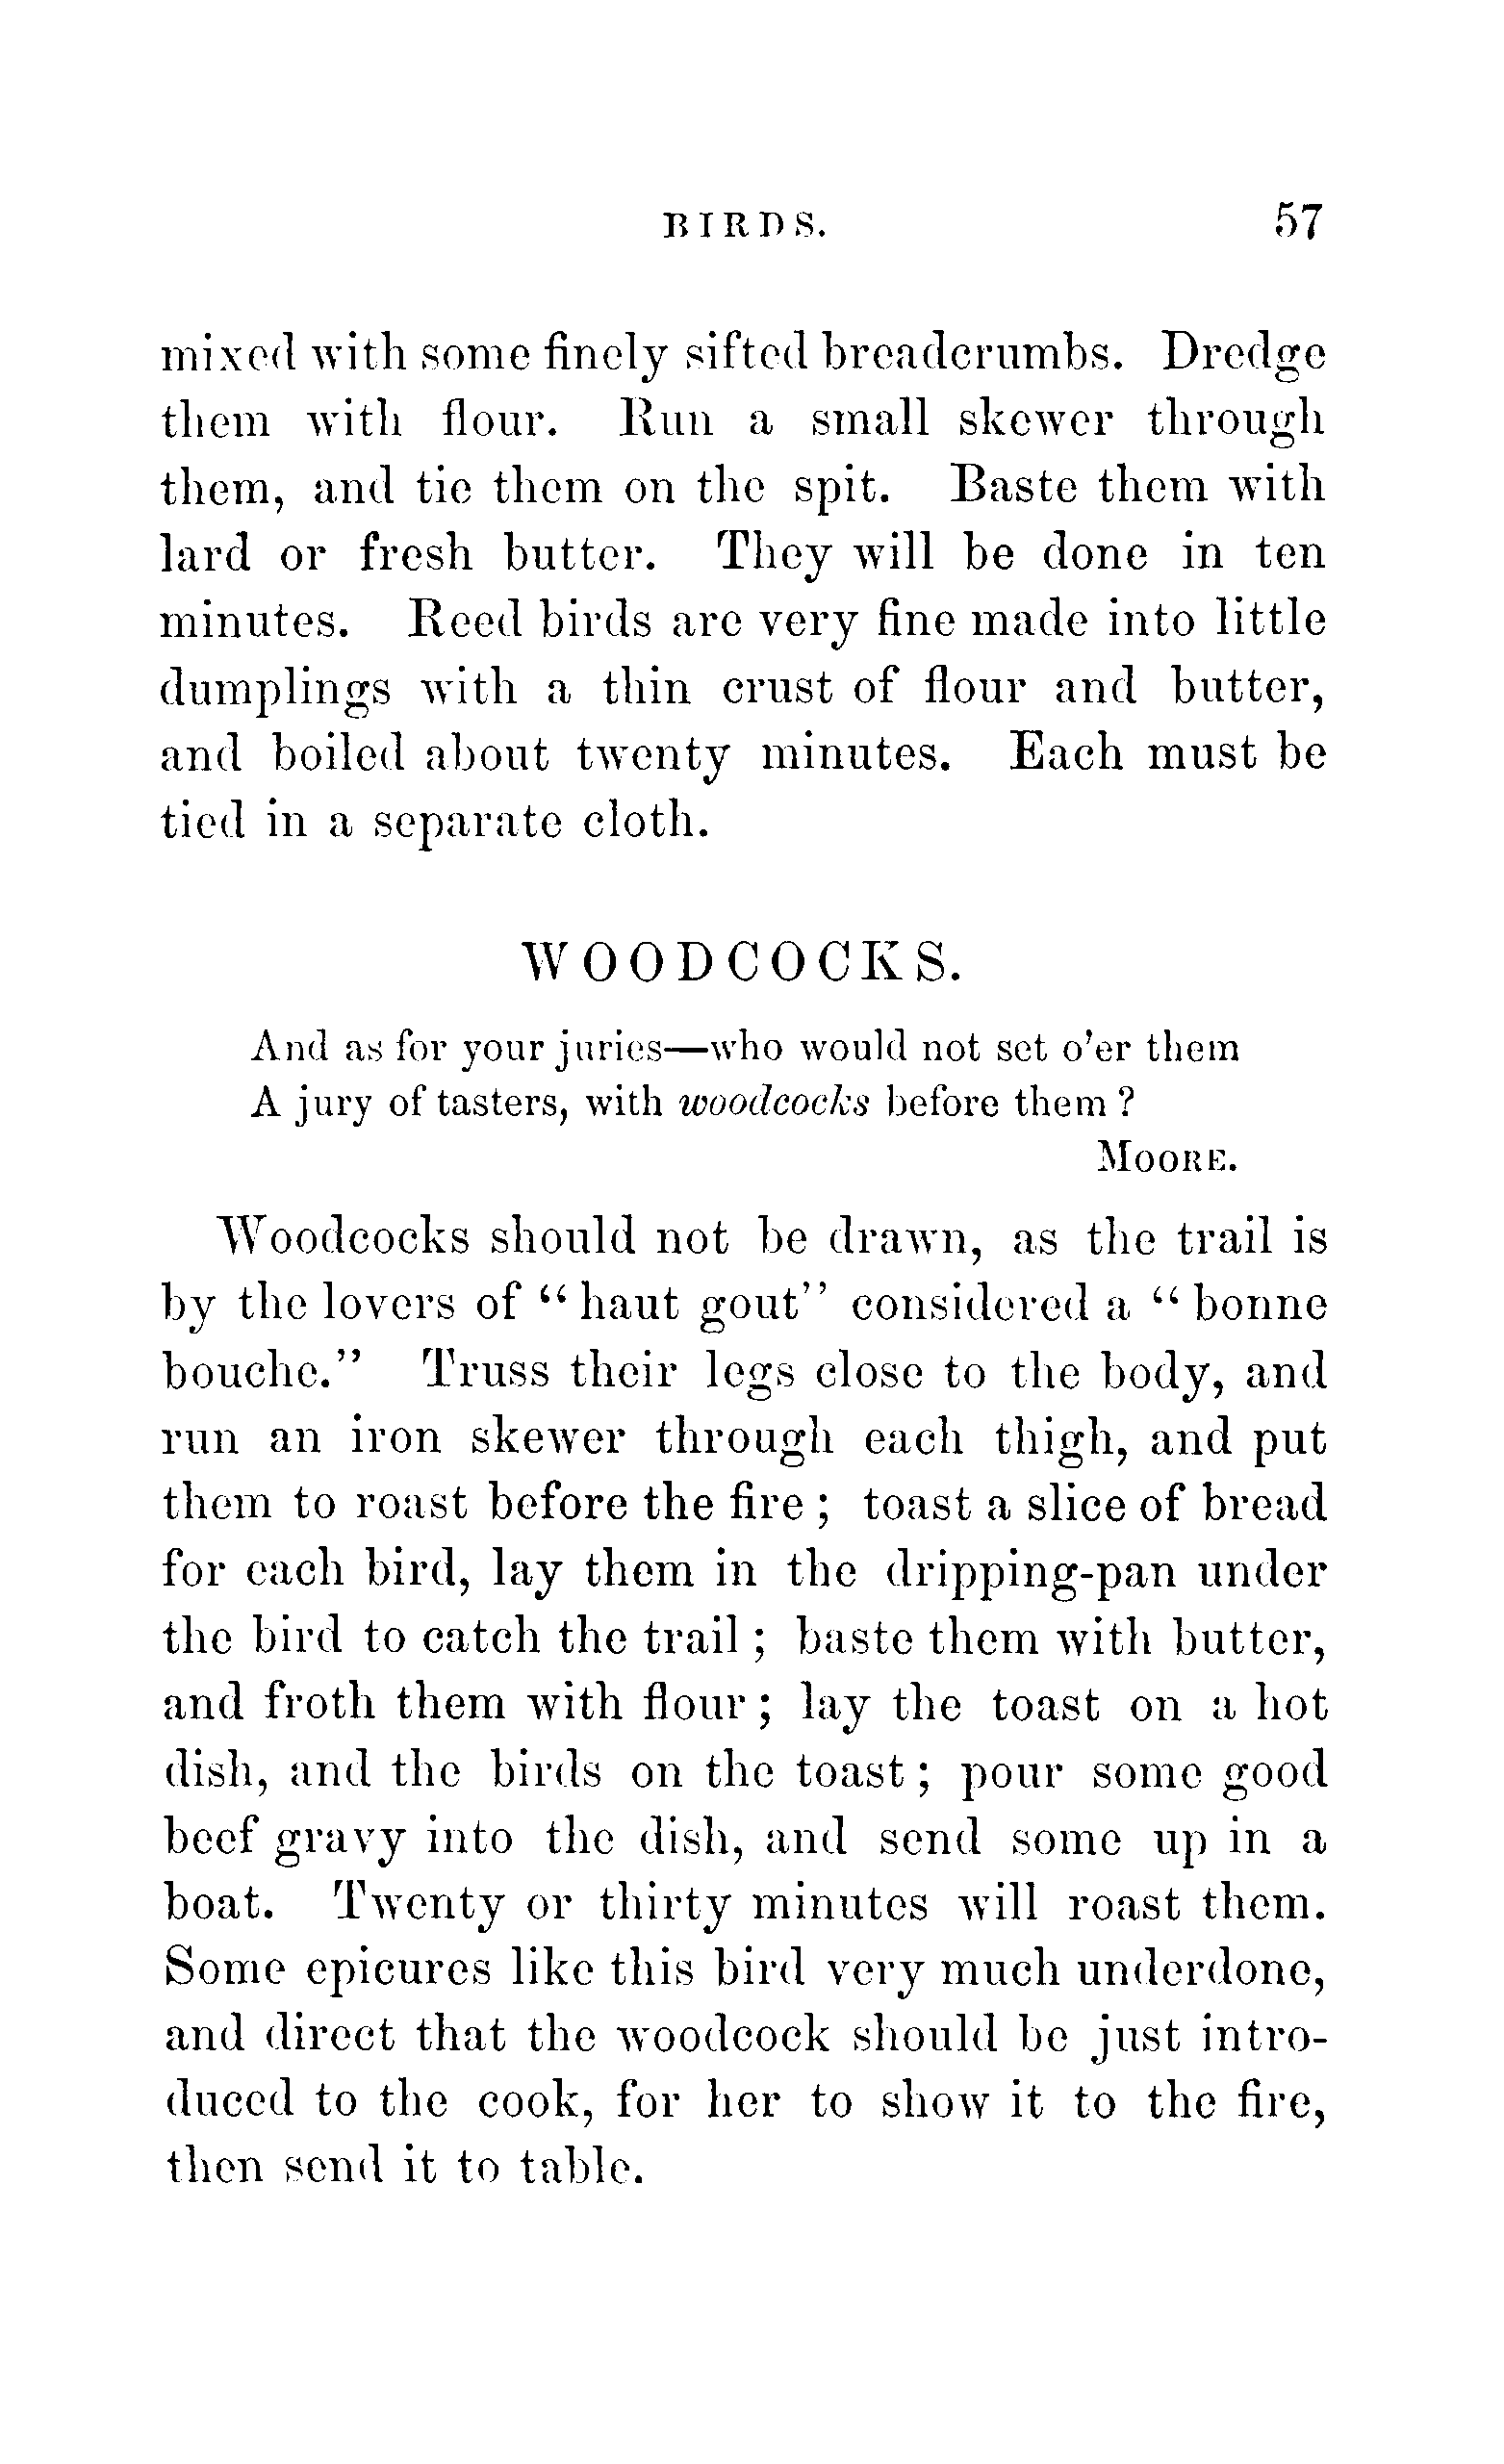 BIRDS. 57
mixed with some finely sifted breadcrumbs. Dredge
them with flour. Run a small skewer through
them, and tie them on the spit. Baste them with
lard or fresh butter. They will be done in ten
minutes. Reed birds are very fine made into little
dumplings with a thin crust of flour and butter,
and boiled about twenty minutes. Each must be
tied in a separate cloth.
WOODCOCKS.
And as for your juries—who would not set o'er them
A jury of tasters, with woodcocks before them?
MOORE.
Woodcocks should not be drawn, as the trail is
by the lovers of "haut gout" considered a "bonne
bouche." Truss their legs close to the body, and
run an iron skewer through each thigh, and put
them to roast before the fire; toast a slice of bread
for each bird, lay them in the dripping-pan under
the bird to catch the trail; baste them with butter,
and froth them with flour; lay the toast on a hot
dish, and the birds on the toast; pour some good
beef gravy into the dish, and send some up in a
boat. Twenty or thirty minutes will roast them.
Some epicures like this bird very much underdone,
and direct that the woodcock should be just intro-
duced to the cook, for her to show it to the fire,
then send it to table.